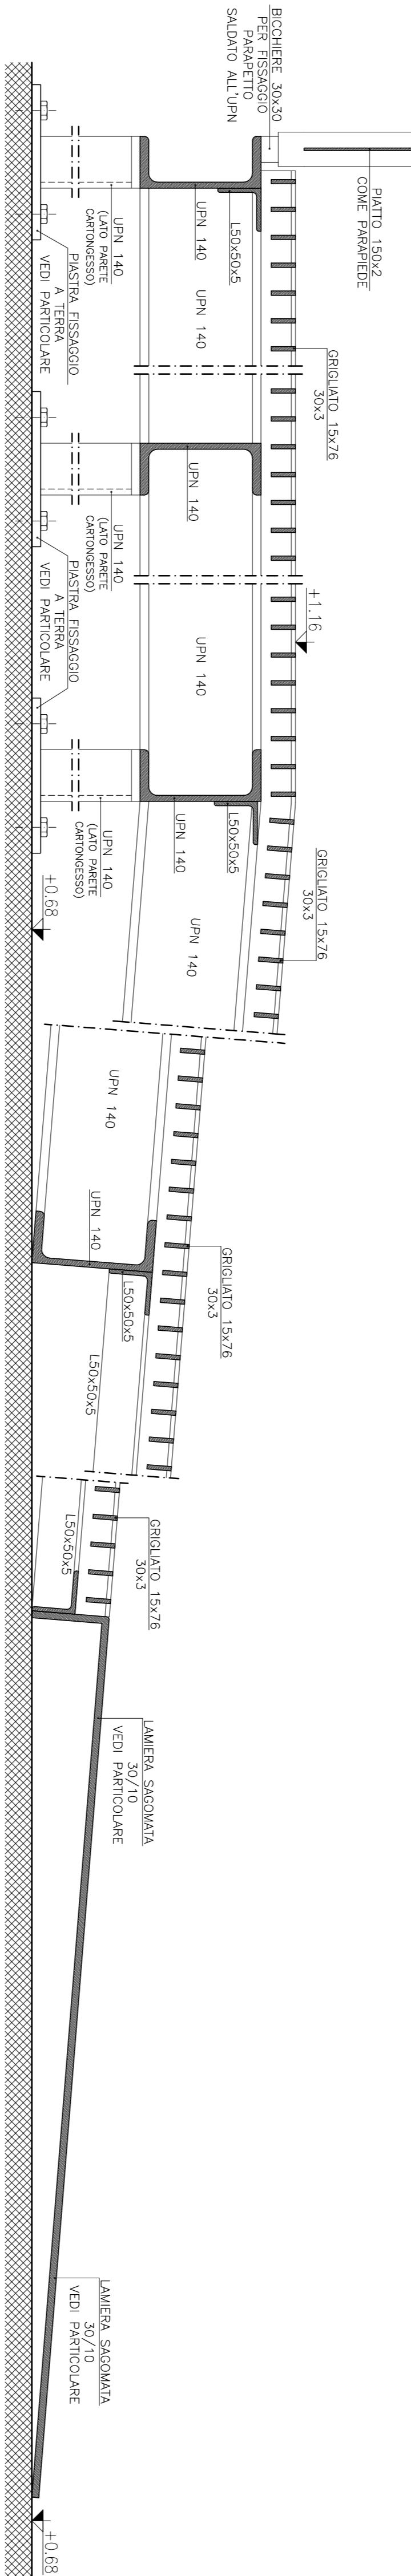 BICCHIERE 30x30
PER FISSAGGIO
PARAPETTO
SALDATO ALL'UPN
PIATTO 150x2
COME PARAPIEDE
L50x50x5
UPN 140
UPN 140
UPN 140
(LATO PARETE
CARTONGESSO)
PIASTRA FISSAGGIO
A TERRA
VEDI PARTICOLARE
GRIGLIATO 15x76
30x3
UPN 140
UPN 140
(LATO PARETE
CARTONGESSO)
PIASTRA FISSAGGIO
A TERRA
VEDI PARTICOLARE
+1.16
UPN 140
L50x50x5
UPN 140
UPN 140
(LATO PARETE
CARTONGESSO)
GRIGLIATO 15x76
30x3
UPN 140
+0.68
UPN 140
UPN 140
GRIGLIATO 15x76
30x3
L50x50x5
L50x50x5
GRIGLIATO 15x76
30x3
L50x50x5
LAMIERA SAGOMATA
30/10
VEDI PARTICOLARE
LAMIERA SAGOMATA
30/10
VEDI PARTICOLARE
+0.68